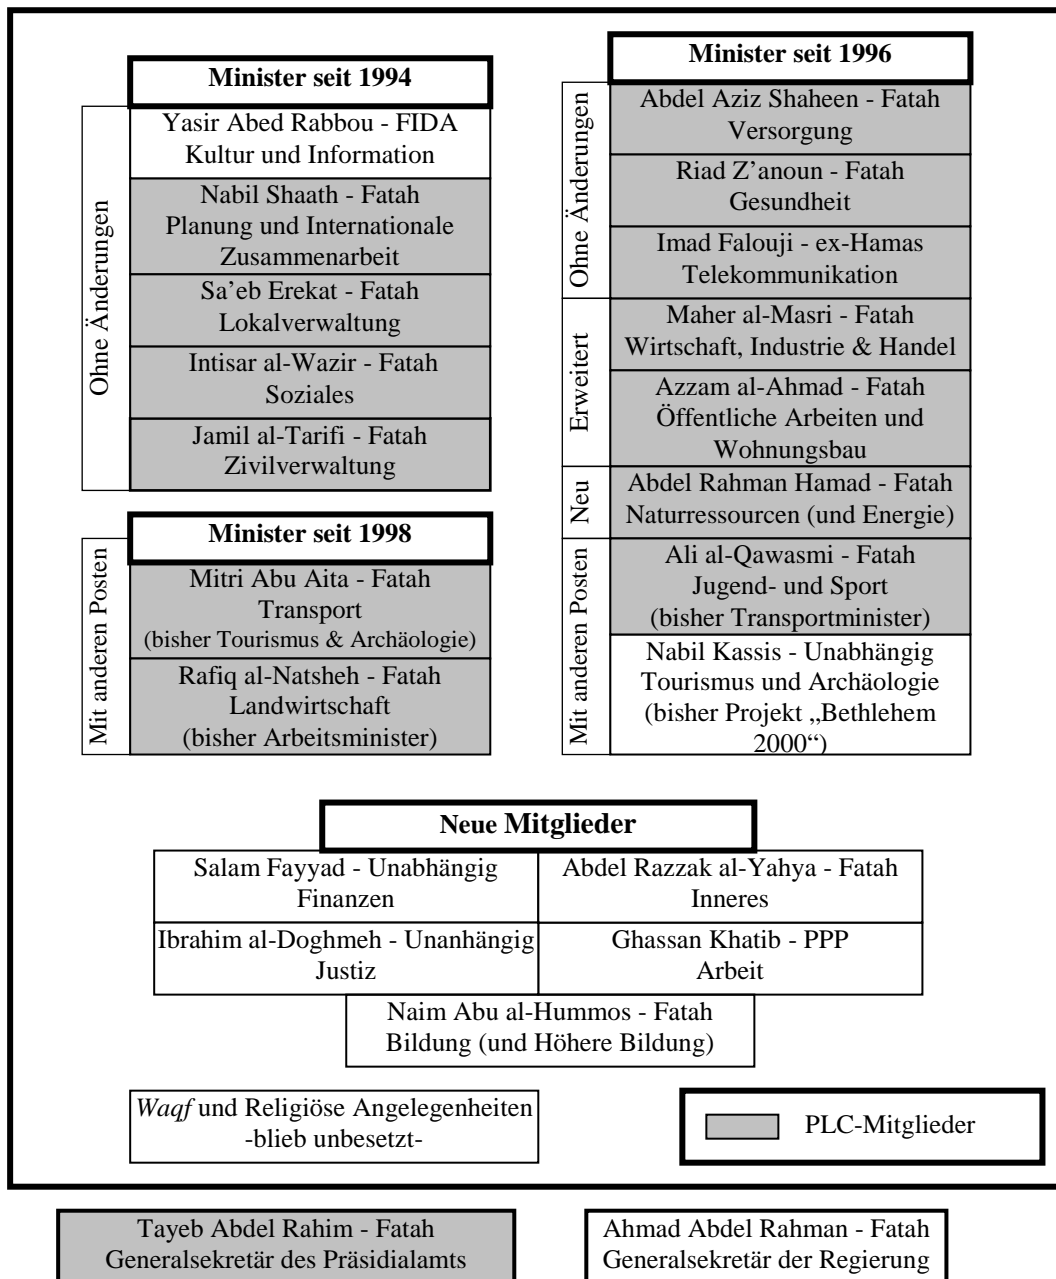 Minister seit 1994
Ohne Änderungen
Yasir Abed Rabbou - FIDA
Kultur und Information
Nabil Shaath - Fatah
Planung und Internationale
Zusammenarbeit
Sa’eb Erekat - Fatah
Lokalverwaltung
Intisar al-Wazir - Fatah
Soziales
Jamil al-Tarifi - Fatah
Zivilverwaltung
Minister seit 1998
Mit anderen Posten
Mitri Abu Aita - Fatah
Transport
(bisher Tourismus & Archäologie)
Rafiq al-Natsheh - Fatah
Landwirtschaft
(bisher Arbeitsminister)
Minister seit 1996
Ohne Änderungen
Abdel Aziz Shaheen - Fatah
Versorgung
Riad Z’anoun - Fatah
Gesundheit
Imad Falouji - ex-Hamas
Telekommunikation
Erweitert
Maher al-Masri - Fatah
Wirtschaft, Industrie & Handel
Azzam al-Ahmad - Fatah
Öffentliche Arbeiten und
Wohnungsbau
Neu
Abdel Rahman Hamad - Fatah
Naturressourcen (und Energie)
Mit anderen Posten
Ali al-Qawasmi - Fatah
Jugend- und Sport
(bisher Transportminister)
Nabil Kassis - Unabhängig
Tourismus und Archäologie
(bisher Projekt „Bethlehem
2000“)
Neue Mitglieder
Salam Fayyad - Unabhängig
Finanzen
Abdel Razzak al-Yahya - Fatah
Inneres
Ibrahim al-Doghmeh - Unanhängig
Justiz
Ghassan Khatib - PPP
Arbeit
Naim Abu al-Hummos - Fatah
Bildung (und Höhere Bildung)
Waqf und Religiöse Angelegenheiten
-blieb unbesetzt-
PLC-Mitglieder
Tayeb Abdel Rahim - Fatah
Generalsekretär des Präsidialamts
Ahmad Abdel Rahman - Fatah
Generalsekretär der Regierung